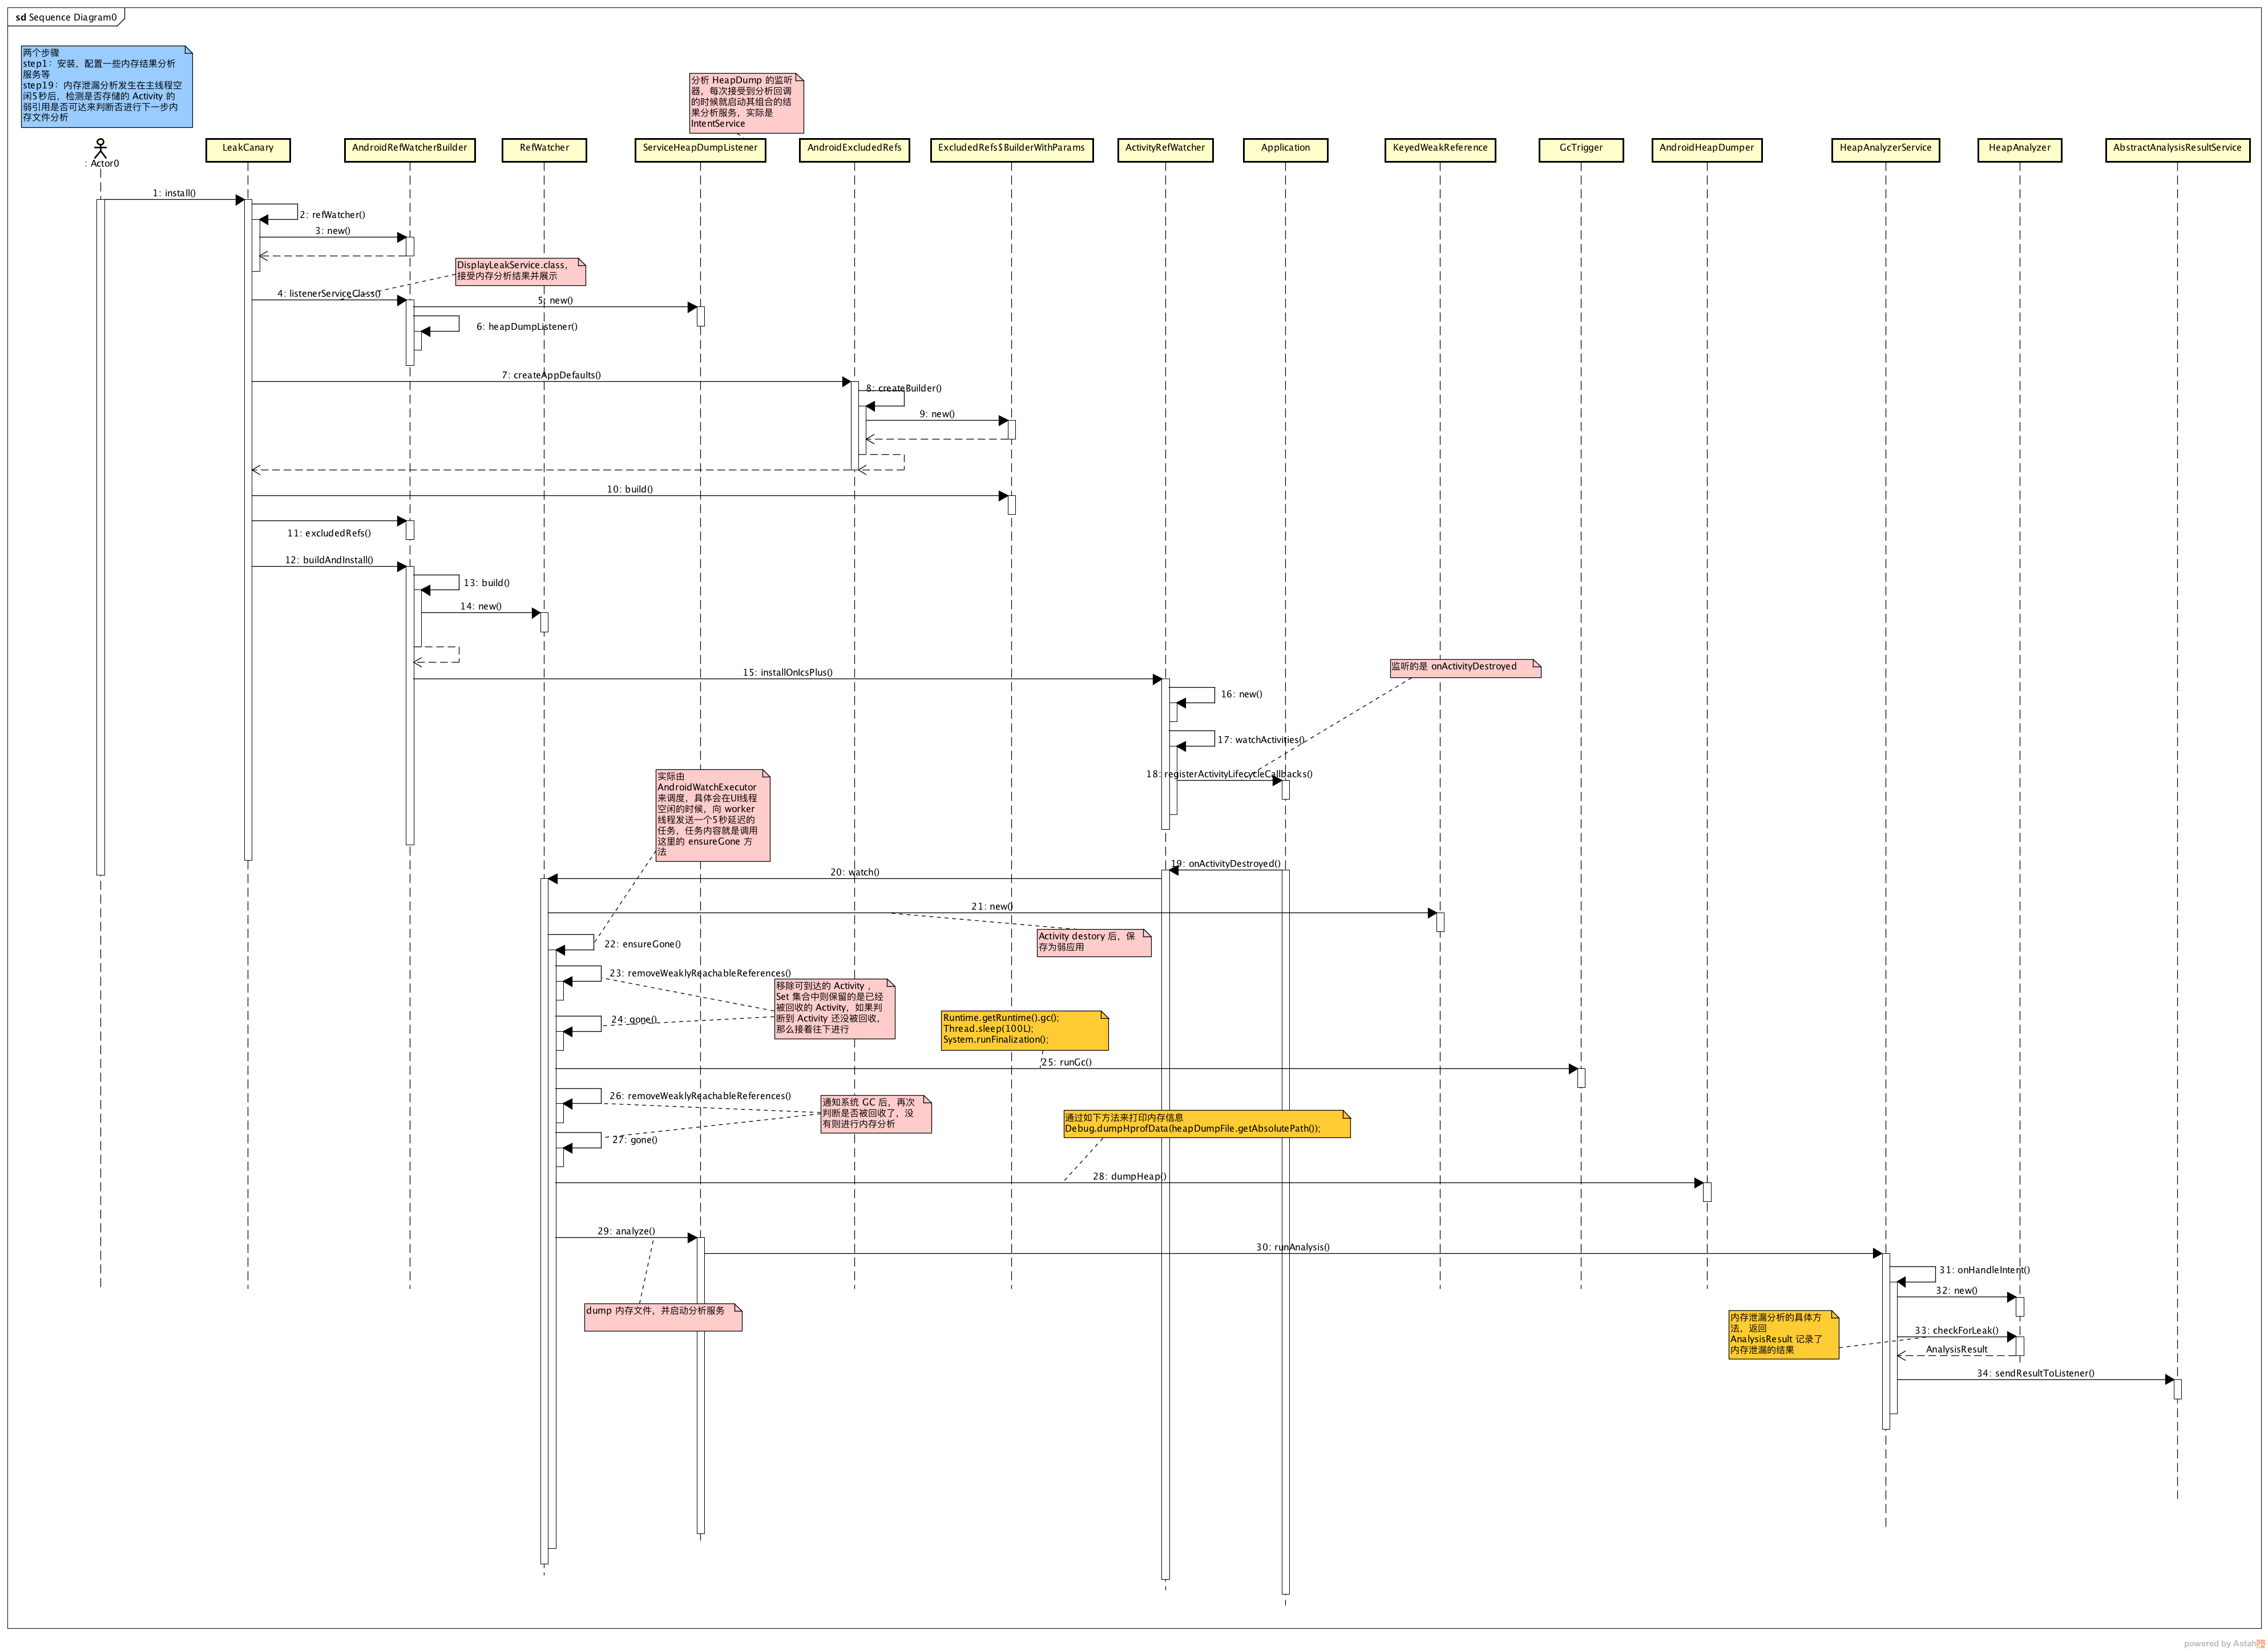 sd Sequence Diagram0
两个步骤
step1：安装，配置一些内存结果分析
服务等
step19：内存泄漏分析发生在主线程空
闲5秒后，检测是否存储的 Activity 的
弱引用是否可达来判断否进行下一步内
存文件分析
分析 HeapDump 的监听
器，每次接受到分析回调
的时候就启动其组合的结
果分析服务，实际是
IntentService
: Actor0
LeakCanary
AndroidRefWatcherBuilder
RefWatcher
ServiceHeapDumpListener
AndroidExcludedRefs
ExcludedRefs$BuilderWithParams
ActivityRefWatcher
Application
KeyedWeakReference
GcTrigger
AndroidHeapDumper
HeapAnalyzerService
HeapAnalyzer
AbstractAnalysisResultService
1: install()
2: refWatcher()
3: new()
DisplayLeakService.class，
接受内存分析结果并展示
4: listenerServiceClass()
5: new()
6: heapDumpListener()
7: createAppDefaults()
8: createBuilder()
9: new()
10: build()
11: excludedRefs()
12: buildAndInstall()
13: build()
14: new()
15: installOnIcsPlus()
监听的是 onActivityDestroyed
16: new()
17: watchActivities()
18: registerActivityLifecycleCallbacks()
实际由
AndroidWatchExecutor
来调度，具体会在UI线程
空闲的时候，向 worker
线程发送一个5秒延迟的
任务，任务内容就是调用
这里的 ensureGone 方
法
19: onActivityDestroyed()
20: watch()
21: new()
Activity destory 后，保
存为弱应用
22: ensureGone()
23: removeWeaklyReachableReferences()
移除可到达的 Activity ，
Set 集合中则保留的是已经
被回收的 Activity，如果判
断到 Activity 还没被回收，
那么接着往下进行
24: gone()
Runtime.getRuntime().gc();
Thread.sleep(100L);
System.runFinalization();
25: runGc()
26: removeWeaklyReachableReferences()
通知系统 GC 后，再次
判断是否被回收了，没
有则进行内存分析
27: gone()
通过如下方法来打印内存信息
Debug.dumpHprofData(heapDumpFile.getAbsolutePath());
28: dumpHeap()
29: analyze()
30: runAnalysis()
31: onHandleIntent()
32: new()
dump 内存文件，并启动分析服务
内存泄漏分析的具体方
法，返回
AnalysisResult 记录了
内存泄漏的结果
33: checkForLeak()
AnalysisResult
34: sendResultToListener()
powered by Astah